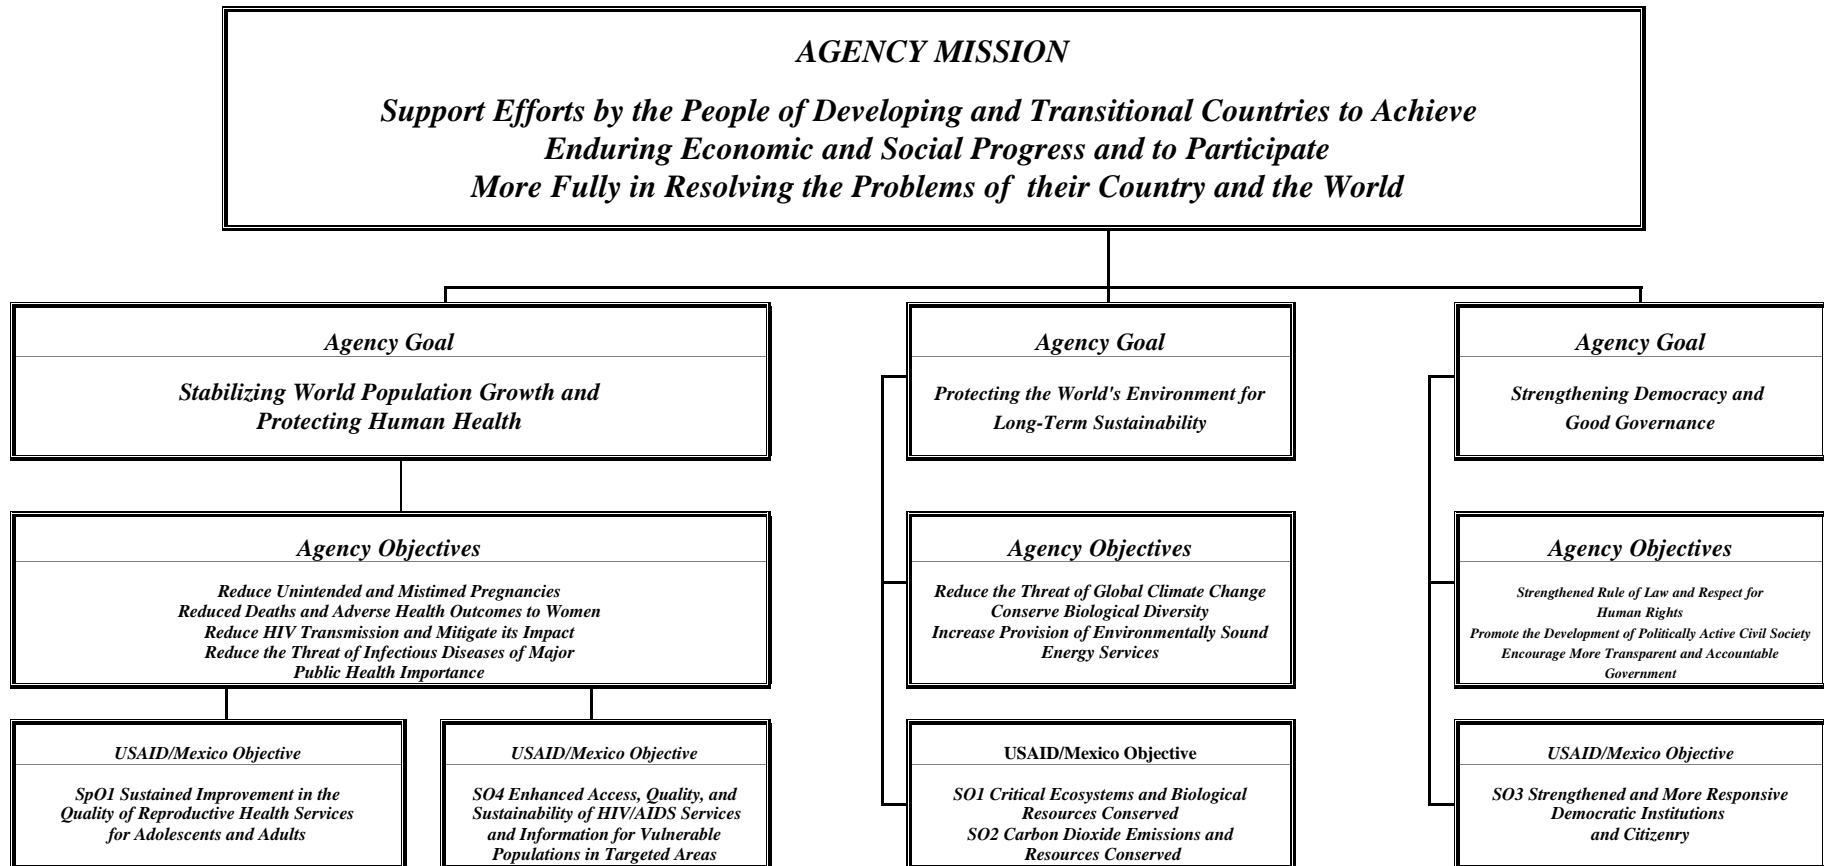 AGENCY MISSION
Support Efforts by the People of Developing and Transitional Countries to Achieve
Enduring Economic and Social Progress and to Participate
More Fully in Resolving the Problems of their Country and the World
Agency Goal
Stabilizing World Population Growth and
Protecting Human Health
Agency Goal
Protecting the World's Environment for
Long-Term Sustainability
Agency Goal
Strengthening Democracy and
Good Governance
Agency Objectives
Reduce Unintended and Mistimed Pregnancies
Reduced Deaths and Adverse Health Outcomes to Women
Reduce HIV Transmission and Mitigate its Impact
Reduce the Threat of Infectious Diseases of Major
Public Health Importance
Agency Objectives
Reduce the Threat of Global Climate Change
Conserve Biological Diversity
Increase Provision of Environmentally Sound
Energy Services
Agency Objectives
Strengthened Rule of Law and Respect for
Human Rights
Promote the Development of Politically Active Civil Society
Encourage More Transparent and Accountable
Government
USAID/Mexico Objective
SpO1 Sustained Improvement in the
Quality of Reproductive Health Services
for Adolescents and Adults
USAID/Mexico Objective
SO4 Enhanced Access, Quality, and
Sustainability of HIV/AIDS Services
and Information for Vulnerable
Populations in Targeted Areas
USAID/Mexico Objective
SO1 Critical Ecosystems and Biological
Resources Conserved
SO2 Carbon Dioxide Emissions and
Resources Conserved
USAID/Mexico Objective
SO3 Strengthened and More Responsive
Democratic Institutions
and Citizenry